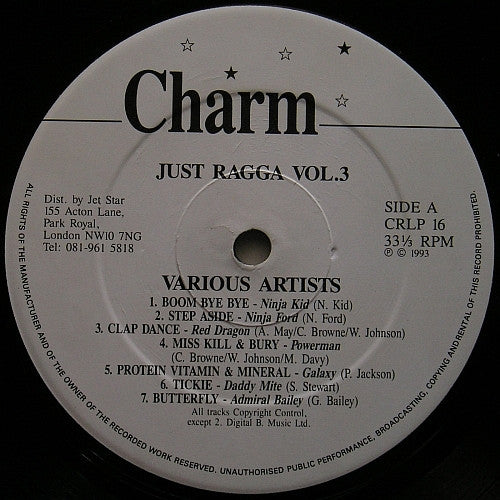 Charm
JUST RAGGA VOL.3
Dist. by Jet Star
155 Acton Lane,
Park Royal,
London NW10 7NG
Tel: 081-961 5818
SIDE A
CRLP 16
33⅓ RPM
℗ © 1993
VARIOUS ARTISTS
1. BOOM BYE BYE - Ninja Kid (N. Kid)
2. STEP ASIDE - Ninja Ford (N. Ford)
3. CLAP DANCE - Red Dragon (A. May/C. Browne/W. Johnson)
4. MISS KILL & BURY - Powerman
(C. Browne/W. Johnson/M. Davy)
5. PROTEIN VITAMIN & MINERAL - Galaxy (P. Jackson)
6. TICKIE - Daddy Mite (S. Stewart)
7. BUTTERFLY - Admiral Bailey (G. Bailey)
All tracks Copyright Control,
except 2. Digital B. Music Ltd.
ALL RIGHTS OF THE MANUFACTURER AND OF THE OWNER OF THE RECORDED WORK RESERVED. UNAUTHORISED PUBLIC PERFORMANCE, BROADCASTING, COPYING ANDRENTAL OF THIS RECORD PROHIBITED.